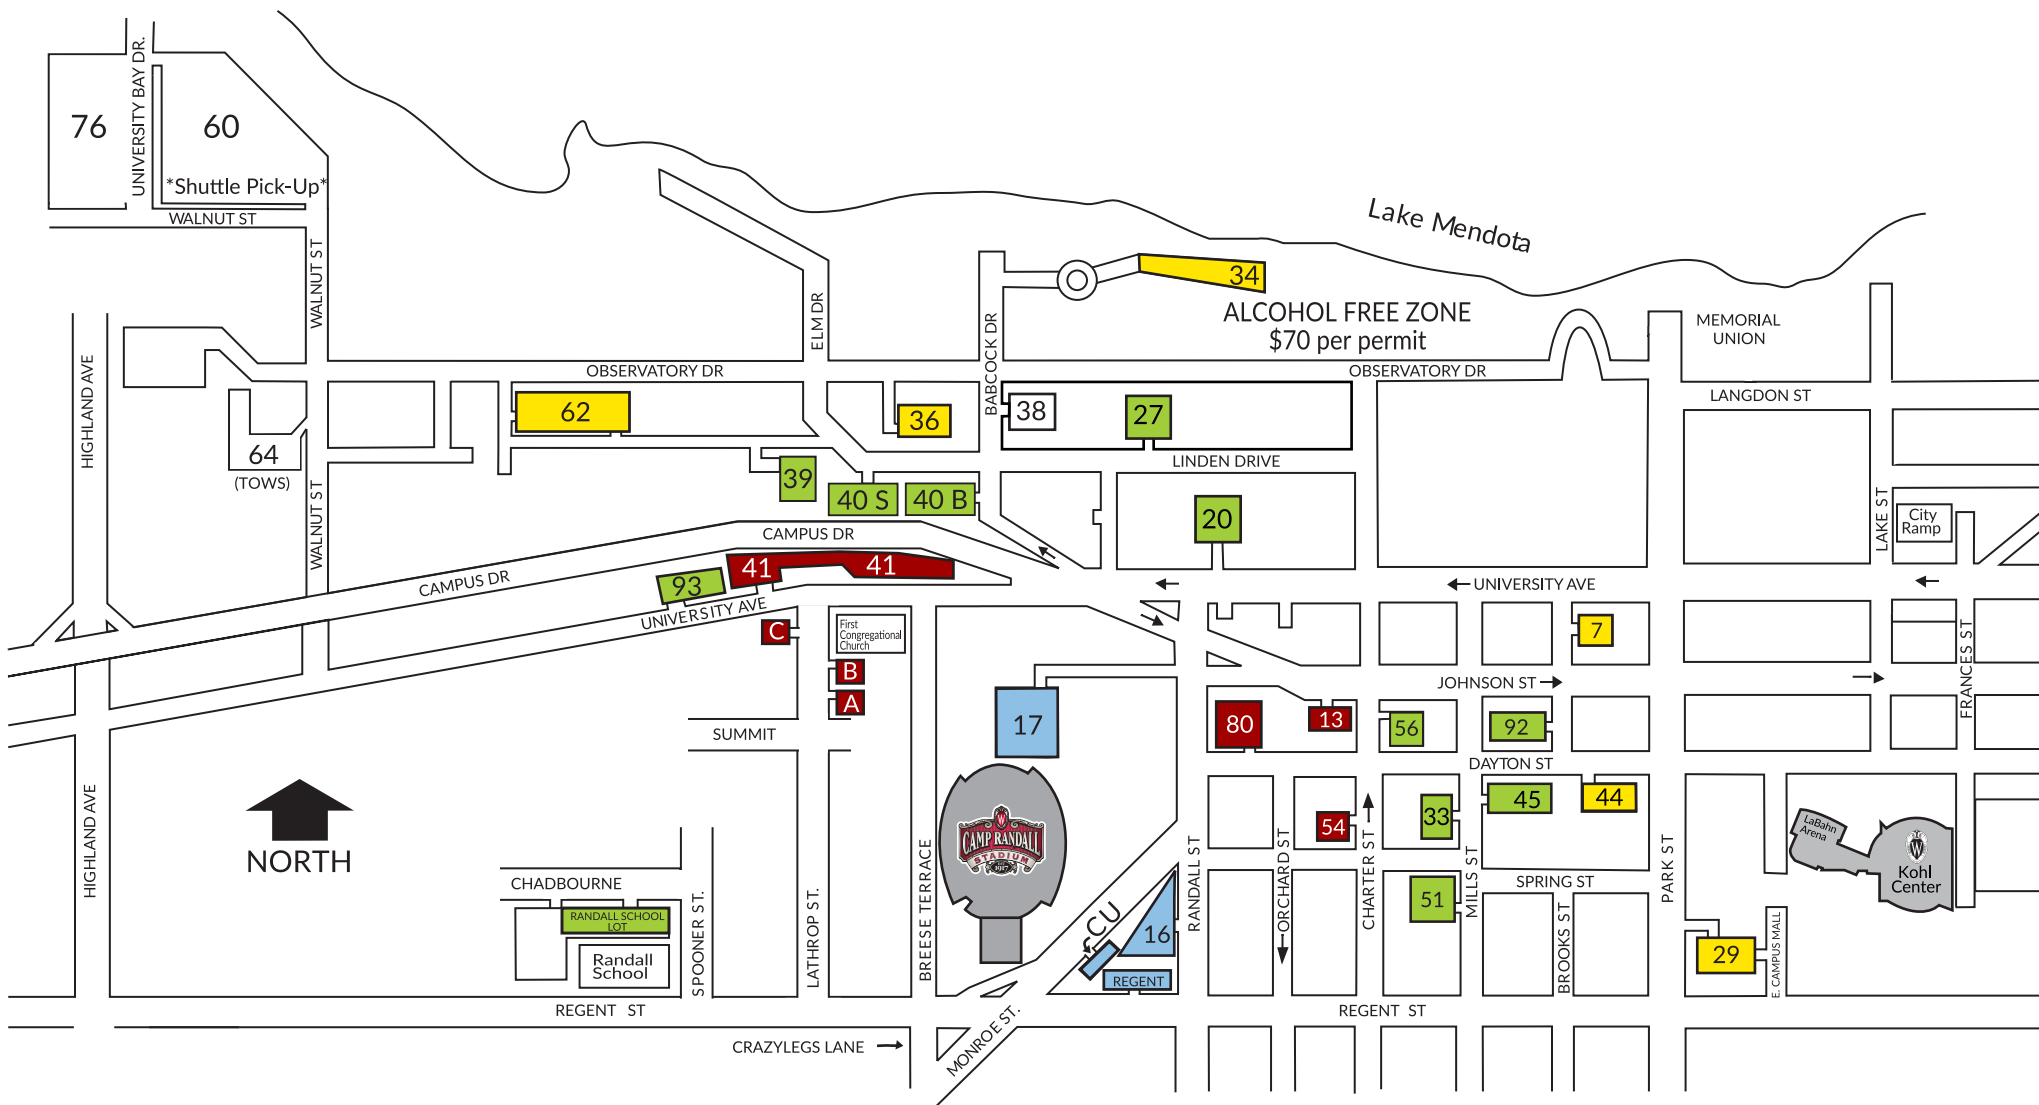 UNIVERSITY BAY DR.
76
60
*Shuttle Pick-Up*
WALNUT ST
WALNUT ST
Lake Mendota
34
ALCOHOL FREE ZONE
$70 per permit
MEMORIAL
UNION
ELM DR
BABCOCK DR
HIGHLAND AVE
OBSERVATORY DR
OBSERVATORY DR
LANGDON ST
62
36
38
27
64
(TOWS)
LINDEN DRIVE
39
40 S
40 B
20
WALNUT ST
LAKE ST
City
Ramp
CAMPUS DR
CAMPUS DR
41
41
93
UNIVERSITY AVE
UNIVERSITY AVE
C
First
Congregational
Church
B
A
7
JOHNSON ST
FRANCES ST
SUMMIT
17
80
13
56
92
DAYTON ST
HIGHLAND AVE
NORTH
W
CAMP RANDALL
STADIUM
1917
54
33
45
44
LaBahn
Arena
W
Kohl
Center
CHADBOURNE
RANDALL SCHOOL
LOT
Randall
School
SPOONER ST.
LATHROP ST.
BREESE TERRACE
CCU
16
REGENT
RANDALL ST
ORCHARD ST
CHARTER ST
51
MILLS ST
SPRING ST
BROOKS ST
PARK ST
29
E. CAMPUS MALL
REGENT ST
REGENT ST
CRAZYLEGS LANE
MONROE ST.